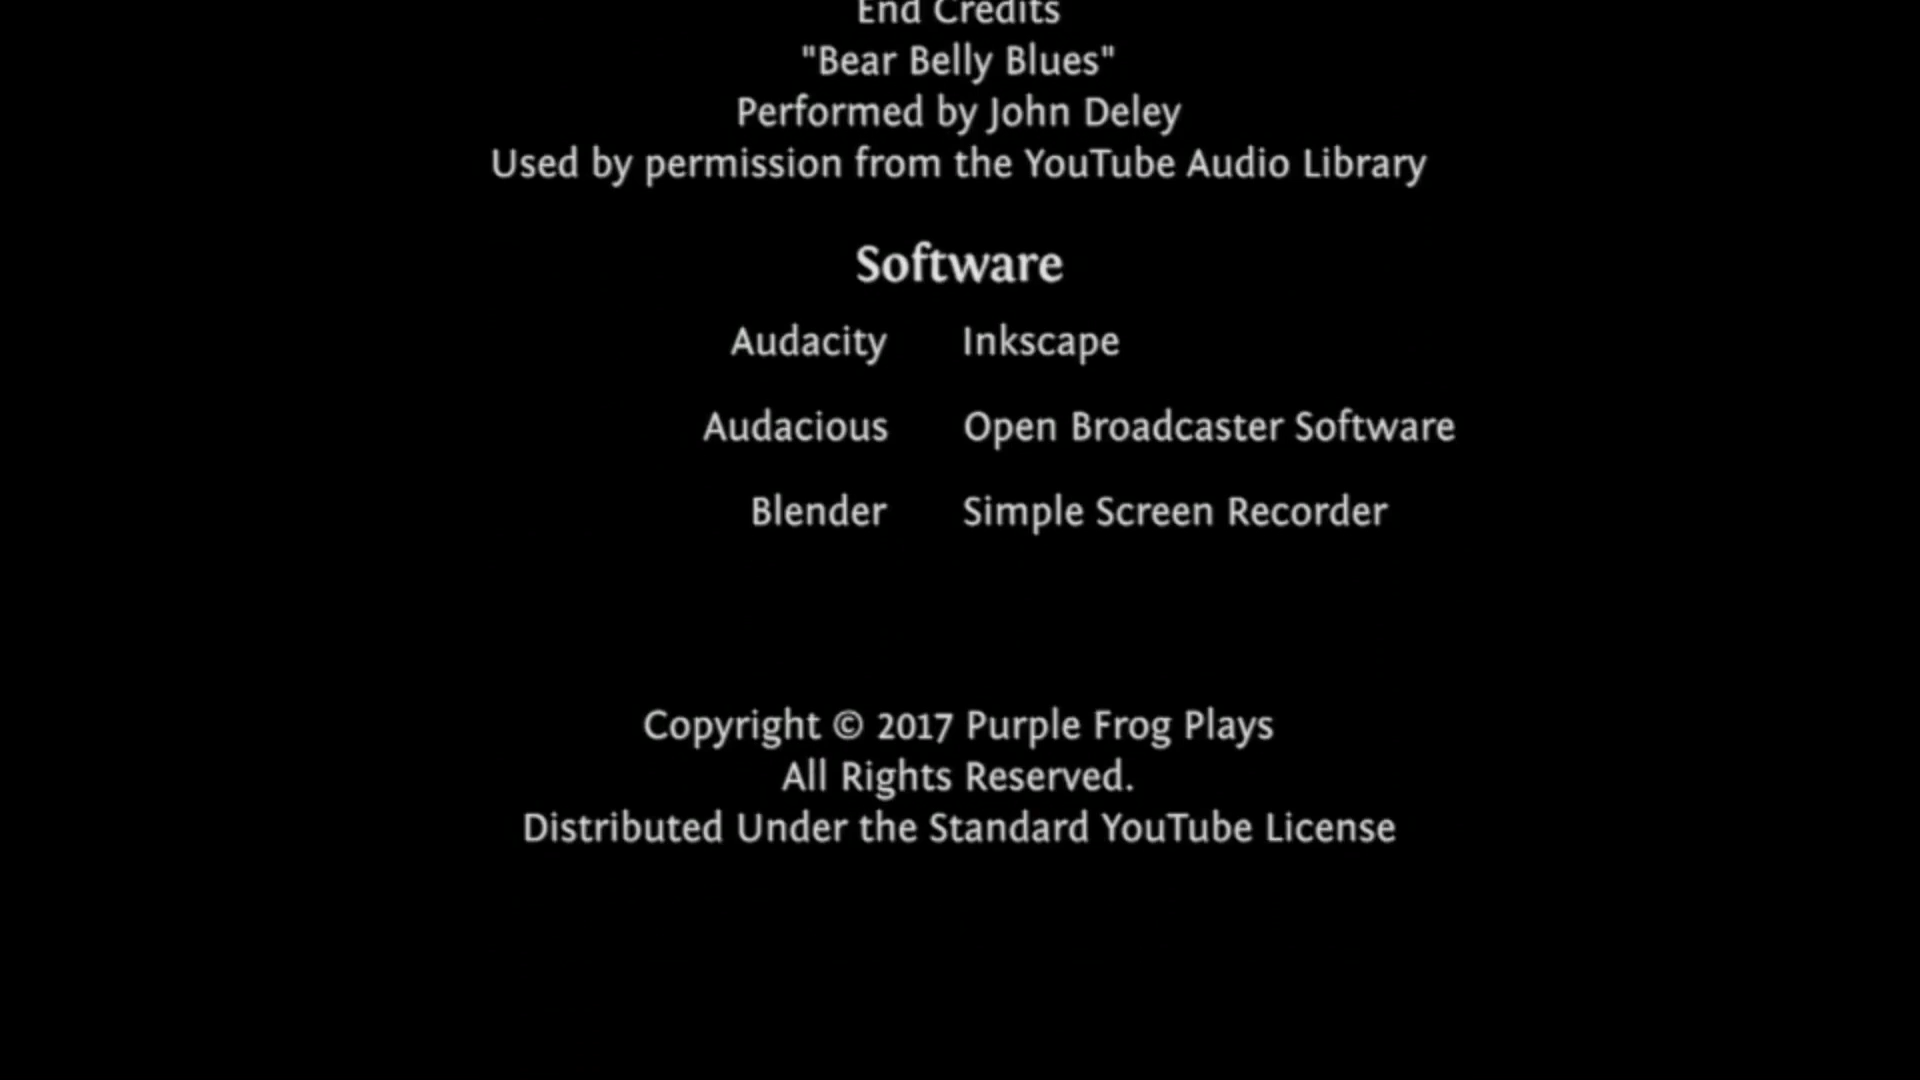 End Credits
"Bear Belly Blues"
Performed by John Deley
Used by permission from the YouTube Audio Library
Software
Audacity Inkscape
Audacious Open Broadcaster Software
Blender Simple Screen Recorder
Copyright © 2017 Purple Frog Plays
All Rights Reserved.
Distributed Under the Standard YouTube License